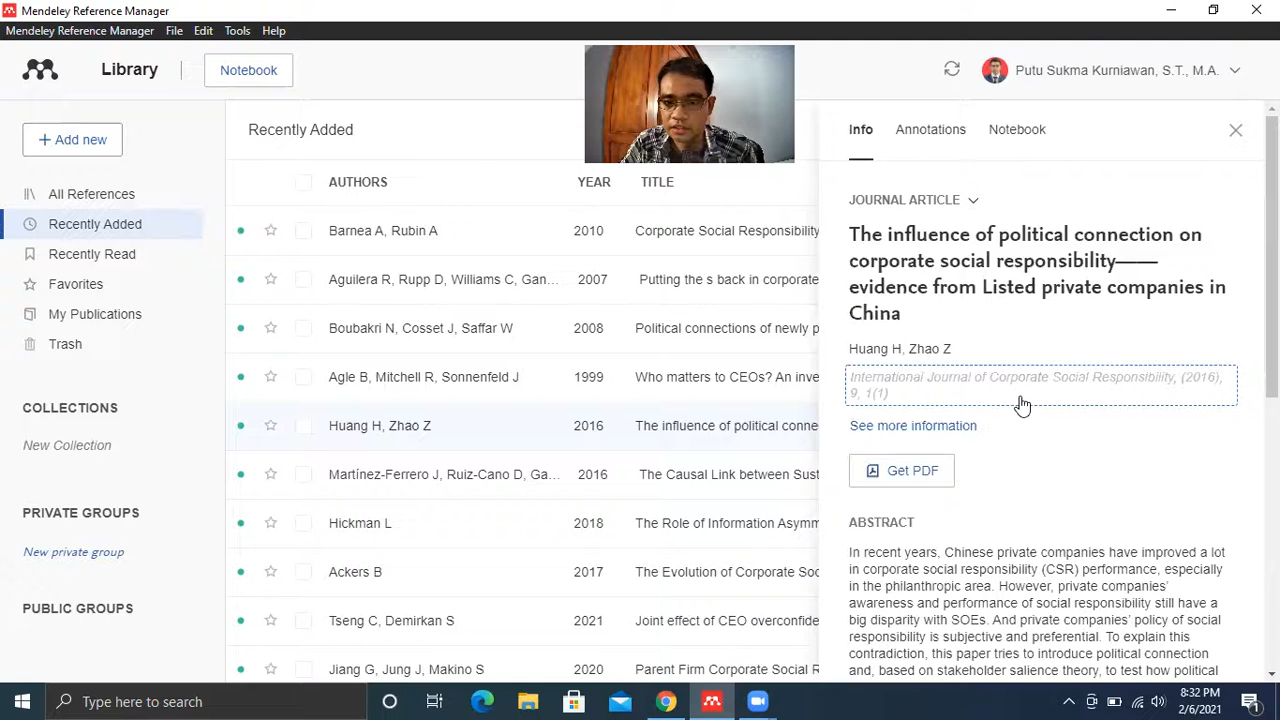 Mendeley Reference Manager
Mendeley Reference Manager File Edit Tools Help
Library
Notebook
Putu Sukma Kurniawan, S.T., M.A.
+ Add new
All References
Recently Added
Recently Read
Favorites
My Publications
Trash
COLLECTIONS
New Collection
PRIVATE GROUPS
New private group
PUBLIC GROUPS
Recently Added
AUTHORS YEAR TITLE
Barnea A, Rubin A 2010 Corporate Social Responsibility
Aguilera R, Rupp D, Williams C, Gan... 2007 Putting the s back in corporate
Boubakri N, Cosset J, Saffar W 2008 Political connections of newly p
Agle B, Mitchell R, Sonnenfeld J 1999 Who matters to CEOs? An inve
Huang H, Zhao Z 2016 The influence of political conne
Martínez-Ferrero J, Ruiz-Cano D, Ga... 2016 The Causal Link between Sust
Hickman L 2018 The Role of Information Asymm
Ackers B 2017 The Evolution of Corporate Soc
Tseng C, Demirkan S 2021 Joint effect of CEO overconfide
Jiang G, Jung J, Makino S 2020 Parent Firm Corporate Social R
Info Annotations Notebook
JOURNAL ARTICLE
The influence of political connection on
corporate social responsibility——
evidence from Listed private companies in
China
Huang H, Zhao Z
International Journal of Corporate Social Responsibility, (2016),
9, 1(1)
See more information
Get PDF
ABSTRACT
In recent years, Chinese private companies have improved a lot
in corporate social responsibility (CSR) performance, especially
in the philanthropic area. However, private companies'
awareness and performance of social responsibility still have a
big disparity with SOEs. And private companies' policy of social
responsibility is subjective and preferential. To explain this
contradiction, this paper tries to introduce political connection
and, based on stakeholder salience theory, to test how political
Type here to search
8:32 PM
2/6/2021
1